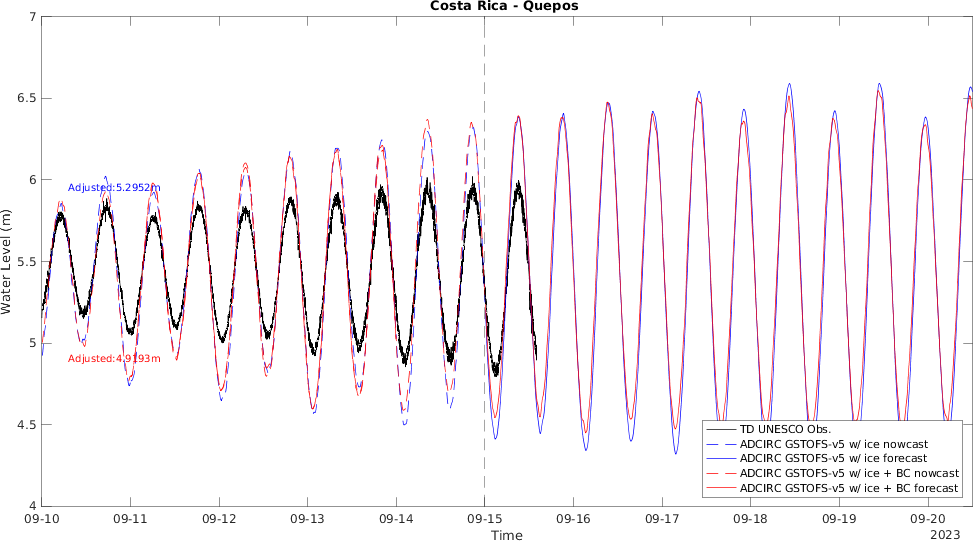 Costa Rica - Quepos
7
6.5
6
5.5
5
4.5
4
Water Level (m)
Adjusted:5.2952m
Adjusted:4.9193m
TD UNESCO Obs.
ADCIRC GSTOFS-v5 w/ ice nowcast
ADCIRC GSTOFS-v5 w/ ice forecast
ADCIRC GSTOFS-v5 w/ ice + BC nowcast
ADCIRC GSTOFS-v5 w/ ice + BC forecast
09-10 09-11 09-12 09-13 09-14 09-15 09-16 09-17 09-18 09-19 09-20
Time
2023